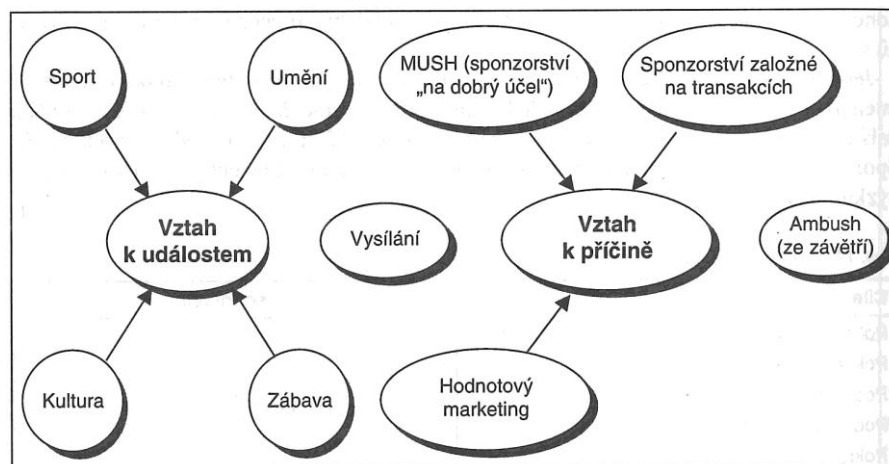 Sport
Umění
MUSH (sponzorství
„na dobrý účel“)
Sponzorství založné
na transakcích
Vztah
k událostem
Vysílání
Vztah
k příčině
Ambush
(ze závětří)
Kultura
Zábava
Hodnotový
marketing